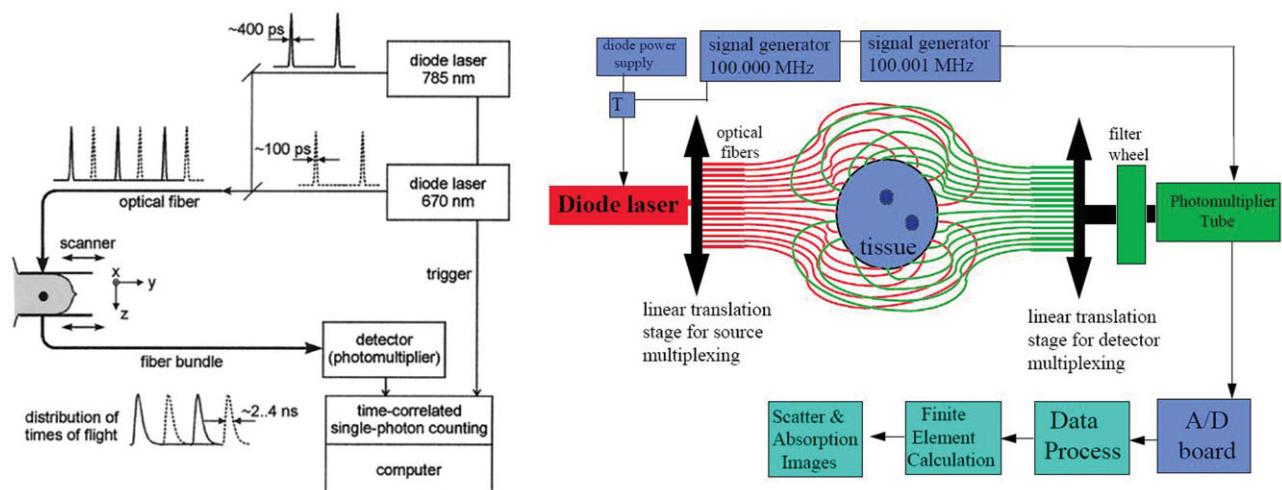 ~400 ps
diode laser
785 nm
~100 ps
diode laser
670 nm
optical fiber
scanner
x
y
z
trigger
fiber bundle
detector
(photomultiplier)
distribution of
times of flight
~2..4 ns
time-correlated
single-photon counting
computer
diode power
supply
signal generator
100.000 MHz
signal generator
100.001 MHz
T
optical
fibers
filter
wheel
Diode laser
tissue
Photomultiplier
Tube
linear translation
stage for source
multiplexing
linear translation
stage for detector
multiplexing
Scatter &
Absorption
Images
Finite
Element
Calculation
Data
Process
A/D
board